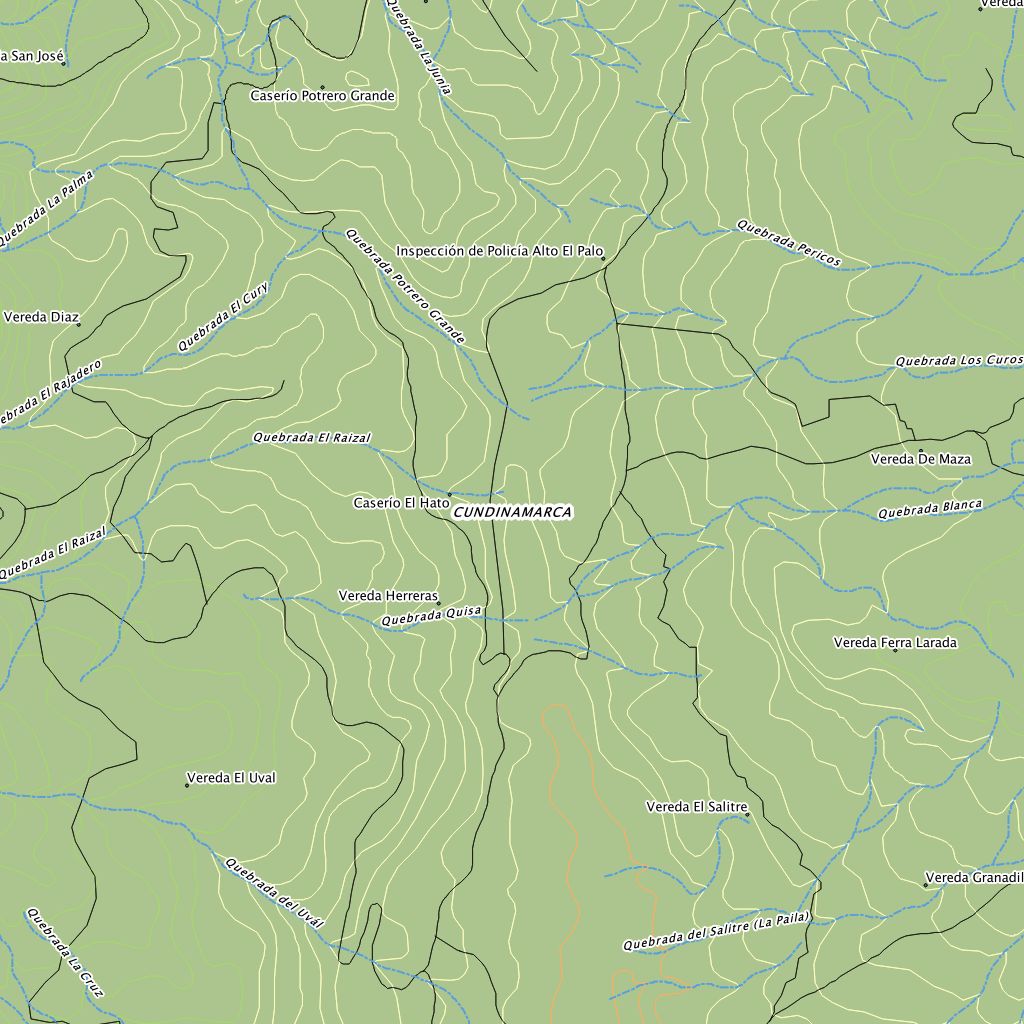 Vereda
a San José
Quebrada La Junia
Caserío Potrero Grande
Quebrada La Palma
Quebrada Pericos
Inspección de Policía Alto El Palo
Quebrada Potrero Grande
Quebrada El Cury
Vereda Diaz
Quebrada Los Curos
ebrada El Rajadero
Quebrada El Raizal
Vereda De Maza
Caserío El Hato
CUNDINAMARCA
Quebrada Blanca
Quebrada El Raizal
Vereda Herreras
Quebrada Quisa
Vereda Ferra Larada
Vereda El Uval
Vereda El Salitre
Quebrada del Uvál
Vereda Granadil
Quebrada del Salitre (La Paila)
Quebrada La Cruz